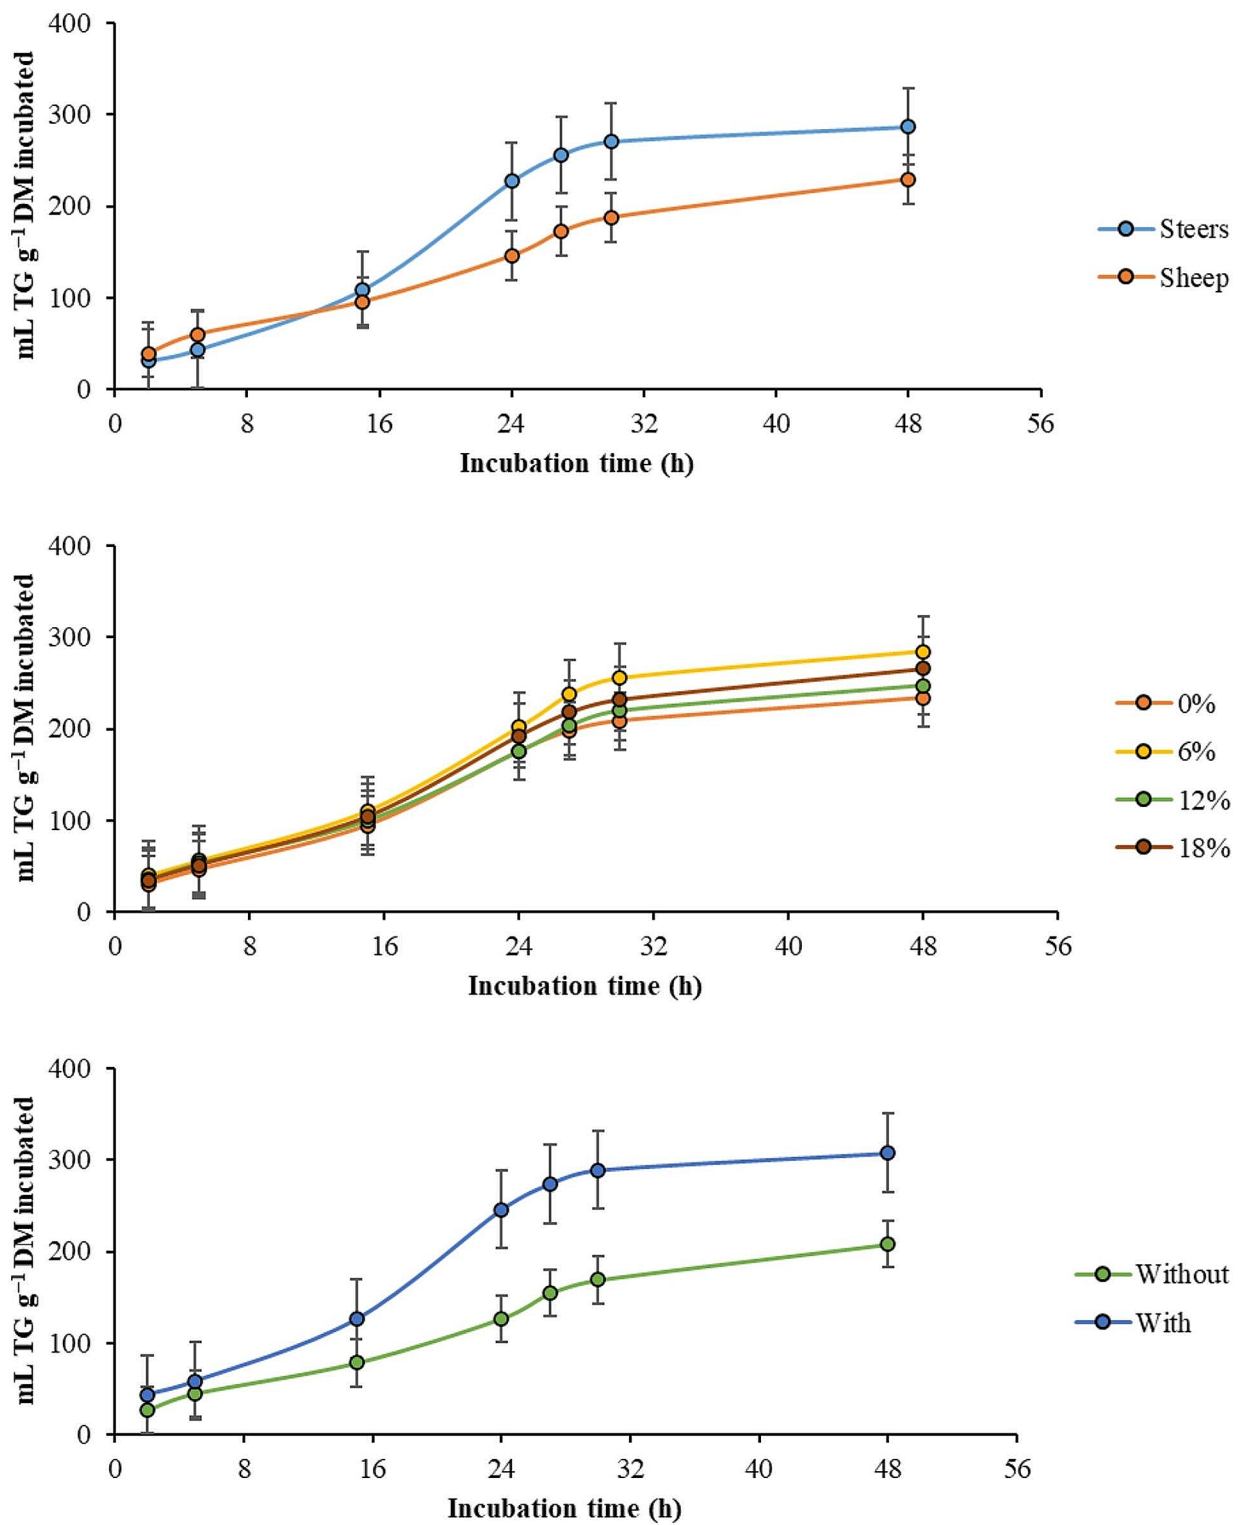 400
300
200
100
0
mL TG g⁻¹ DM incubated
0 8 16 24 32 40 48 56
Incubation time (h)
Steers
Sheep
400
300
200
100
0
mL TG g⁻¹ DM incubated
0 8 16 24 32 40 48 56
Incubation time (h)
0%
6%
12%
18%
400
300
200
100
0
mL TG g⁻¹ DM incubated
0 8 16 24 32 40 48 56
Incubation time (h)
Without
With